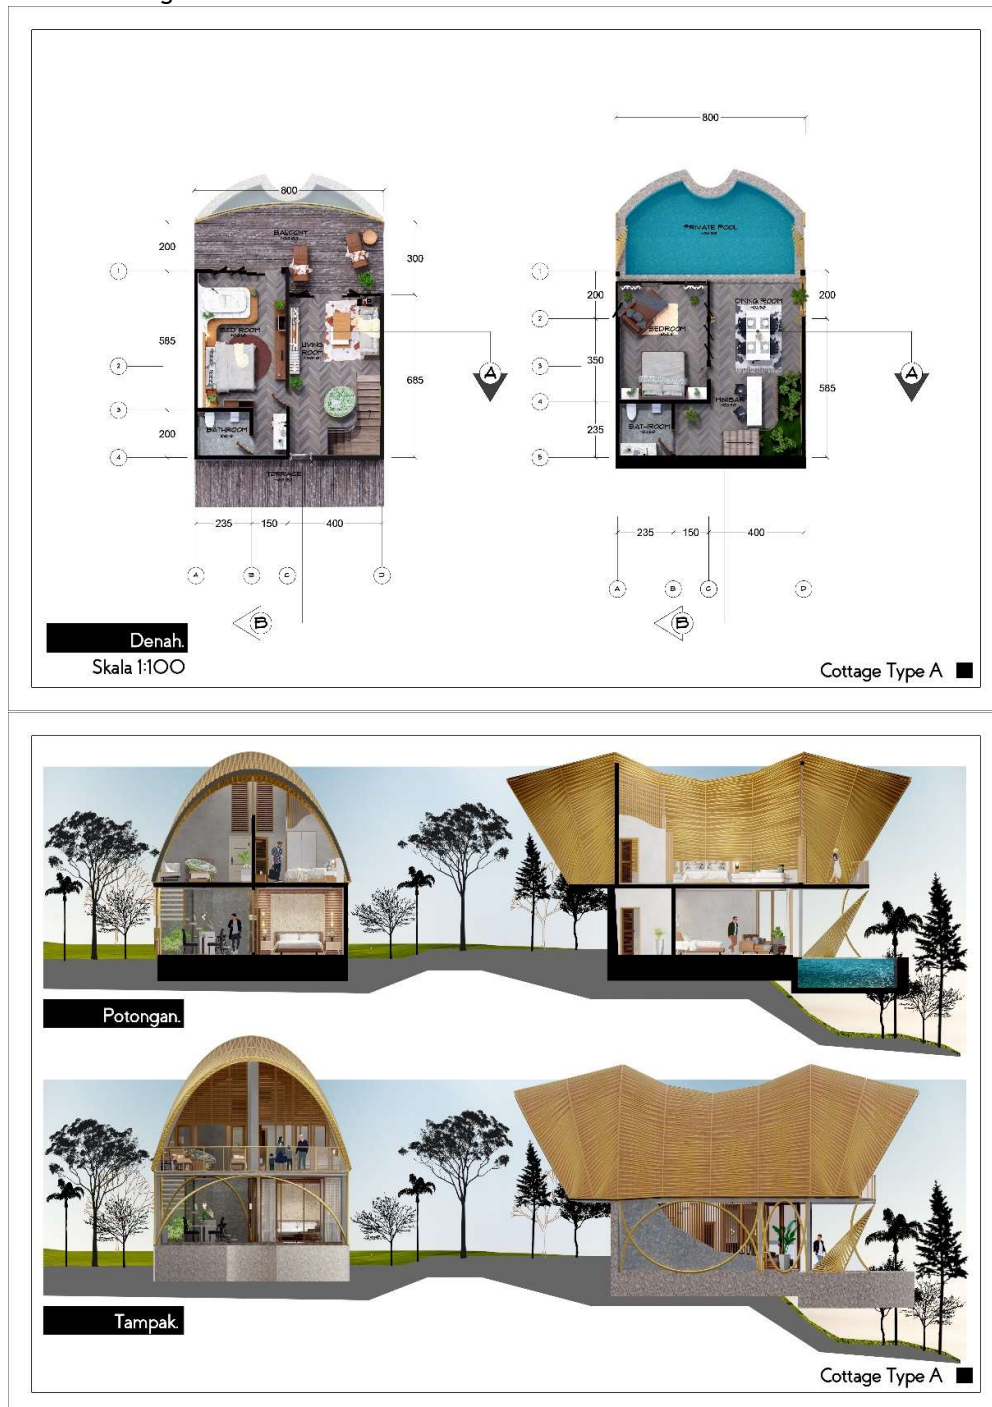 800
BALCONY
200
300
1
BED ROOM
585
LIVING
ROOM
2
A
685
3
200
BATHROOM
4
TERRACE
235
150
400
A
B
C
D
B
Denah.
Skala 1:100
800
PRIVATE POOL
1
200
DINING ROOM
200
2
BEDROOM
350
3
A
585
4
MINIBAR
235
BATHROOM
5
235
150
400
A
B
C
D
B
Cottage Type A
Potongan.
Tampak.
Cottage Type A